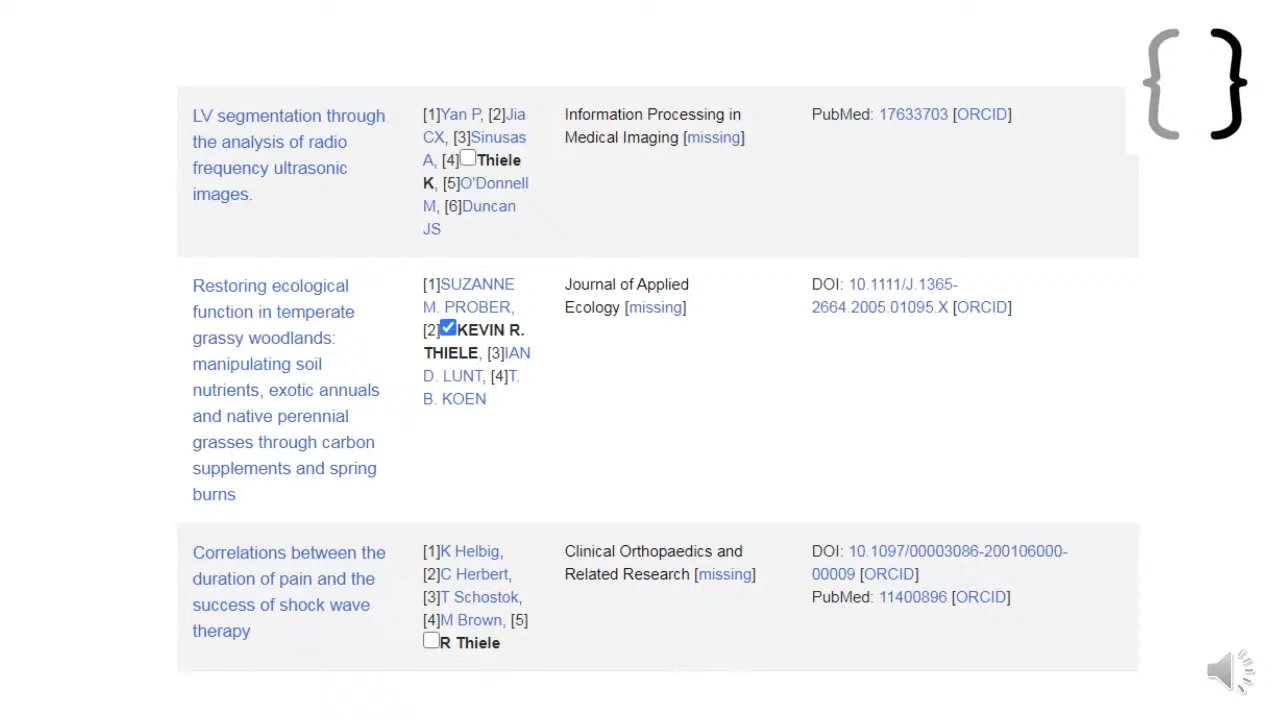 LV segmentation through
the analysis of radio
frequency ultrasonic
images.
[1]Yan P, [2]Jia
CX, [3]Sinusas
A, [4]Thiele
K, [5]O'Donnell
M, [6]Duncan
JS
Information Processing in
Medical Imaging [missing]
PubMed: 17633703 [ORCID]
Restoring ecological
function in temperate
grassy woodlands:
manipulating soil
nutrients, exotic annuals
and native perennial
grasses through carbon
supplements and spring
burns
[1]SUZANNE
M. PROBER,
[2]KEVIN R.
THIELE, [3]IAN
D. LUNT, [4]T.
B. KOEN
Journal of Applied
Ecology [missing]
DOI: 10.1111/J.1365-
2664.2005.01095.X [ORCID]
Correlations between the
duration of pain and the
success of shock wave
therapy
[1]K Helbig,
[2]C Herbert,
[3]T Schostok,
[4]M Brown, [5]
R Thiele
Clinical Orthopaedics and
Related Research [missing]
DOI: 10.1097/00003086-200106000-
00009 [ORCID]
PubMed: 11400896 [ORCID]